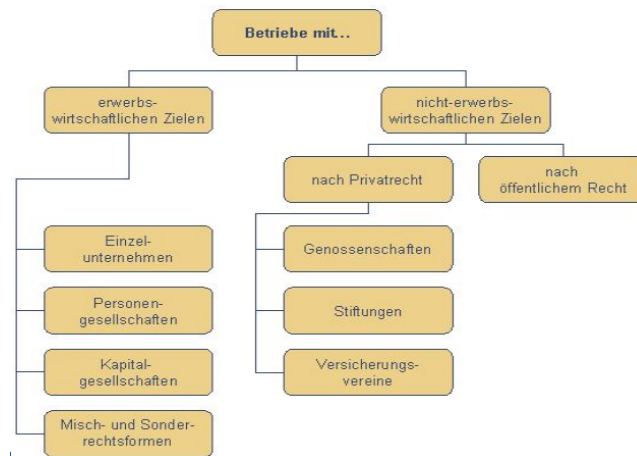 Betriebe mit...
erwerbs-
wirtschaftlichen Zielen
nicht-erwerbs-
wirtschaftlichen Zielen
nach Privatrecht
nach
öffentlichem Recht
Einzel-
unternehmen
Personen-
gesellschaften
Kapital-
gesellschaften
Misch- und Sonder-
rechtsformen
Genossenschaften
Stiftungen
Versicherungs-
vereine